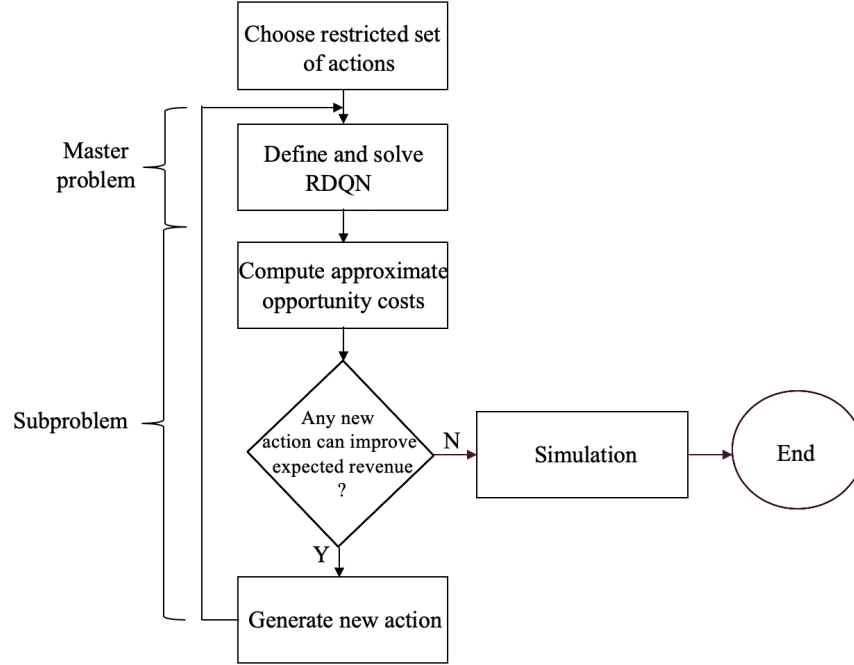 Choose restricted set
of actions
Master
problem
Define and solve
RDQN
Compute approximate
opportunity costs
Subproblem
Any new
action can improve
expected revenue
?
N
Simulation
End
Y
Generate new action